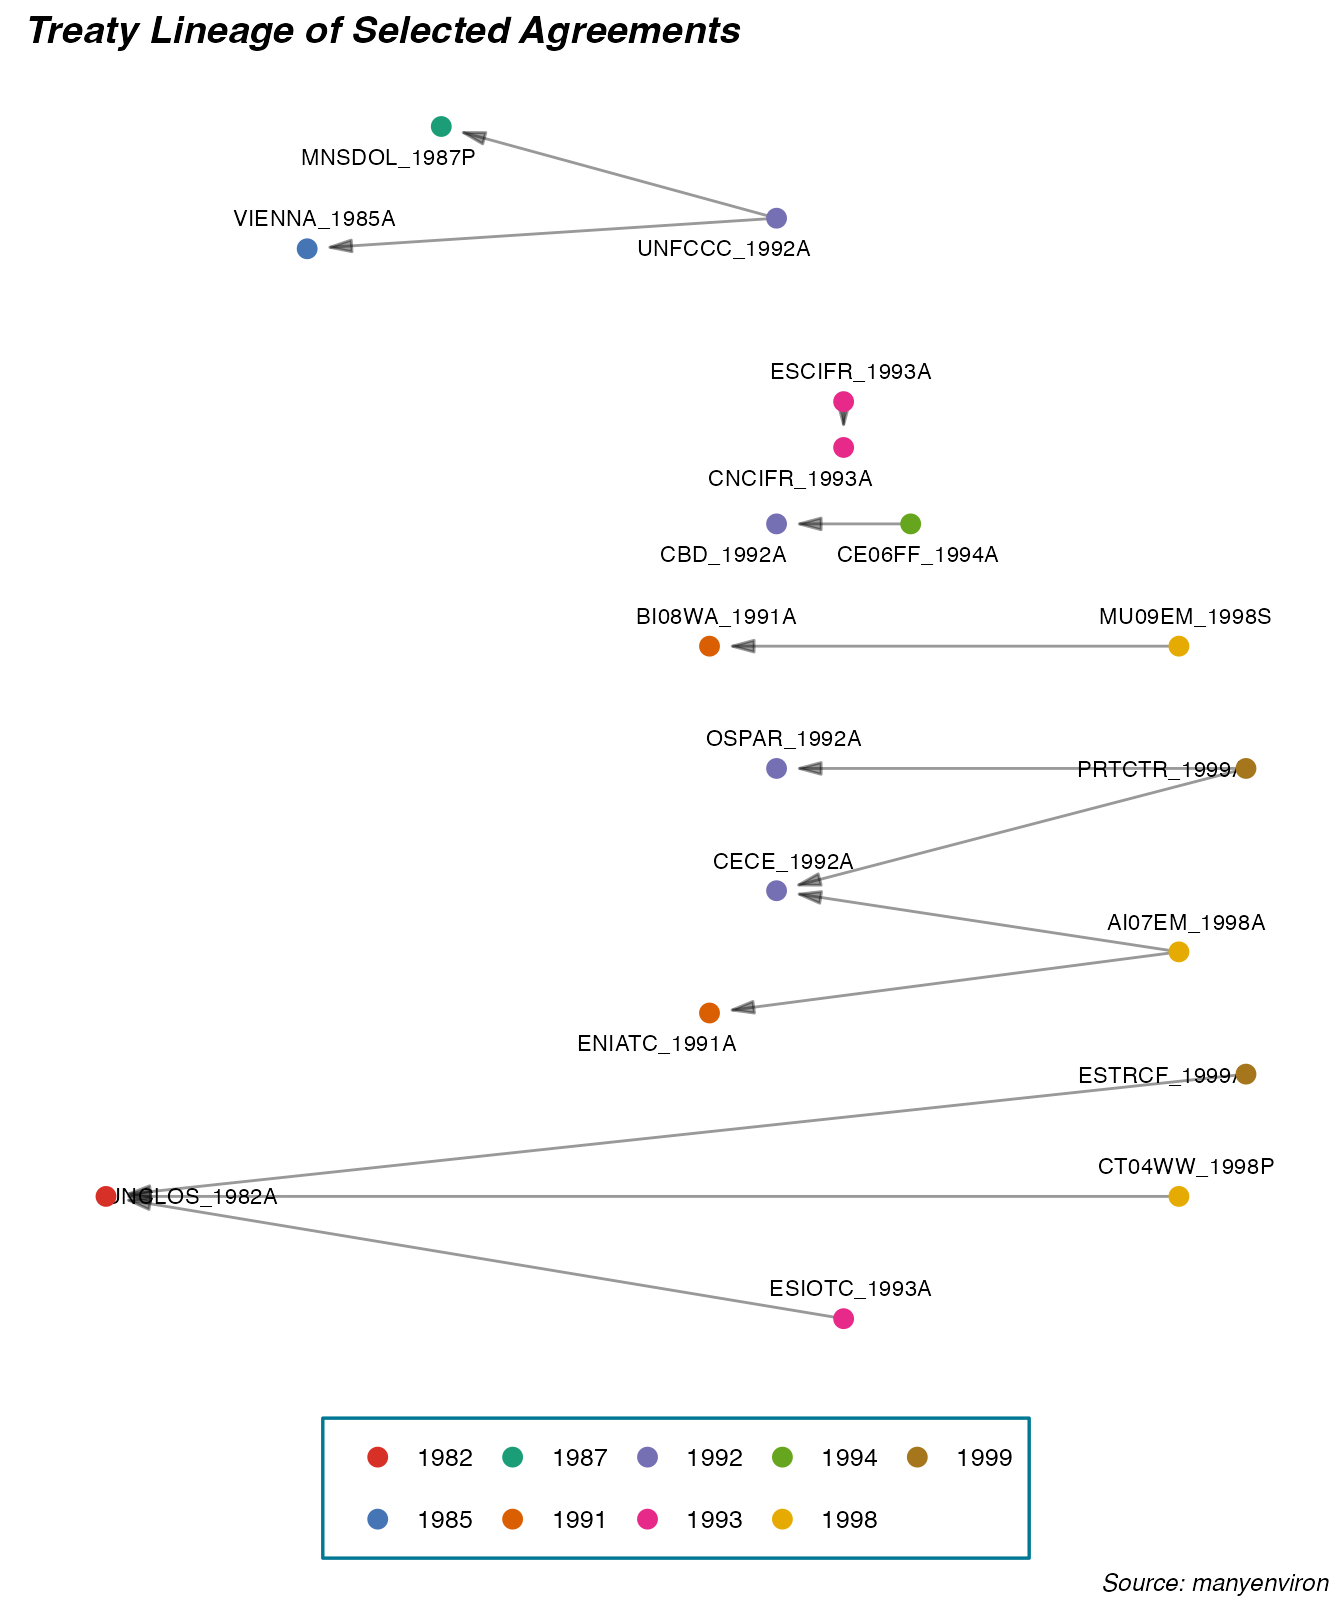 Treaty Lineage of Selected Agreements
MNSDOL_1987P
VIENNA_1985A
UNFCCC_1992A
ESCIFR_1993A
CNCIFR_1993A
CBD_1992A
CE06FF_1994A
BI08WA_1991A
MU09EM_1998S
OSPAR_1992A
PRTCTR_1999A
CECE_1992A
AI07EM_1998A
ENIATC_1991A
ESTRCF_1999A
UNCLOS_1982A
CT04WW_1998P
ESIOTC_1993A
1982 1987 1992 1994 1999
1985 1991 1993 1998
Source: manyenviron